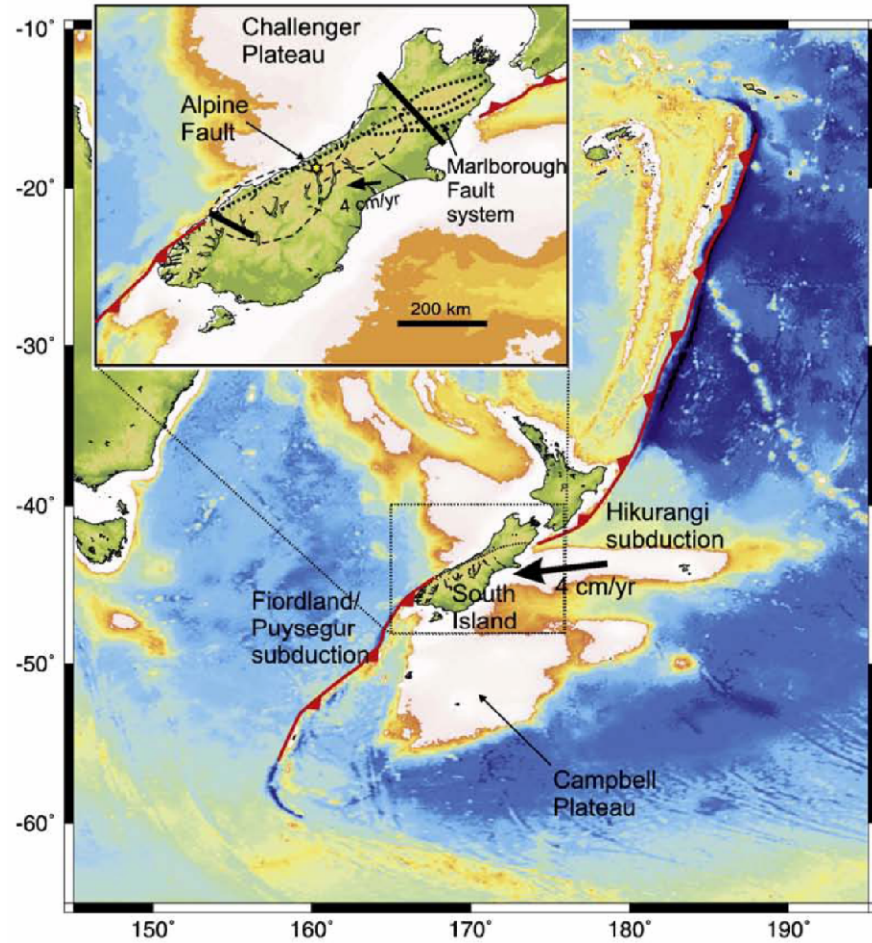 -10°
-20°
-30°
-40°
-50°
-60°
150°
160°
170°
180°
190°
Challenger
Plateau
Alpine
Fault
Marlborough
Fault
system
4 cm/yr
200 km
Hikurangi
subduction
4 cm/yr
South
Island
Fiordland/
Puysegur
subduction
Campbell
Plateau